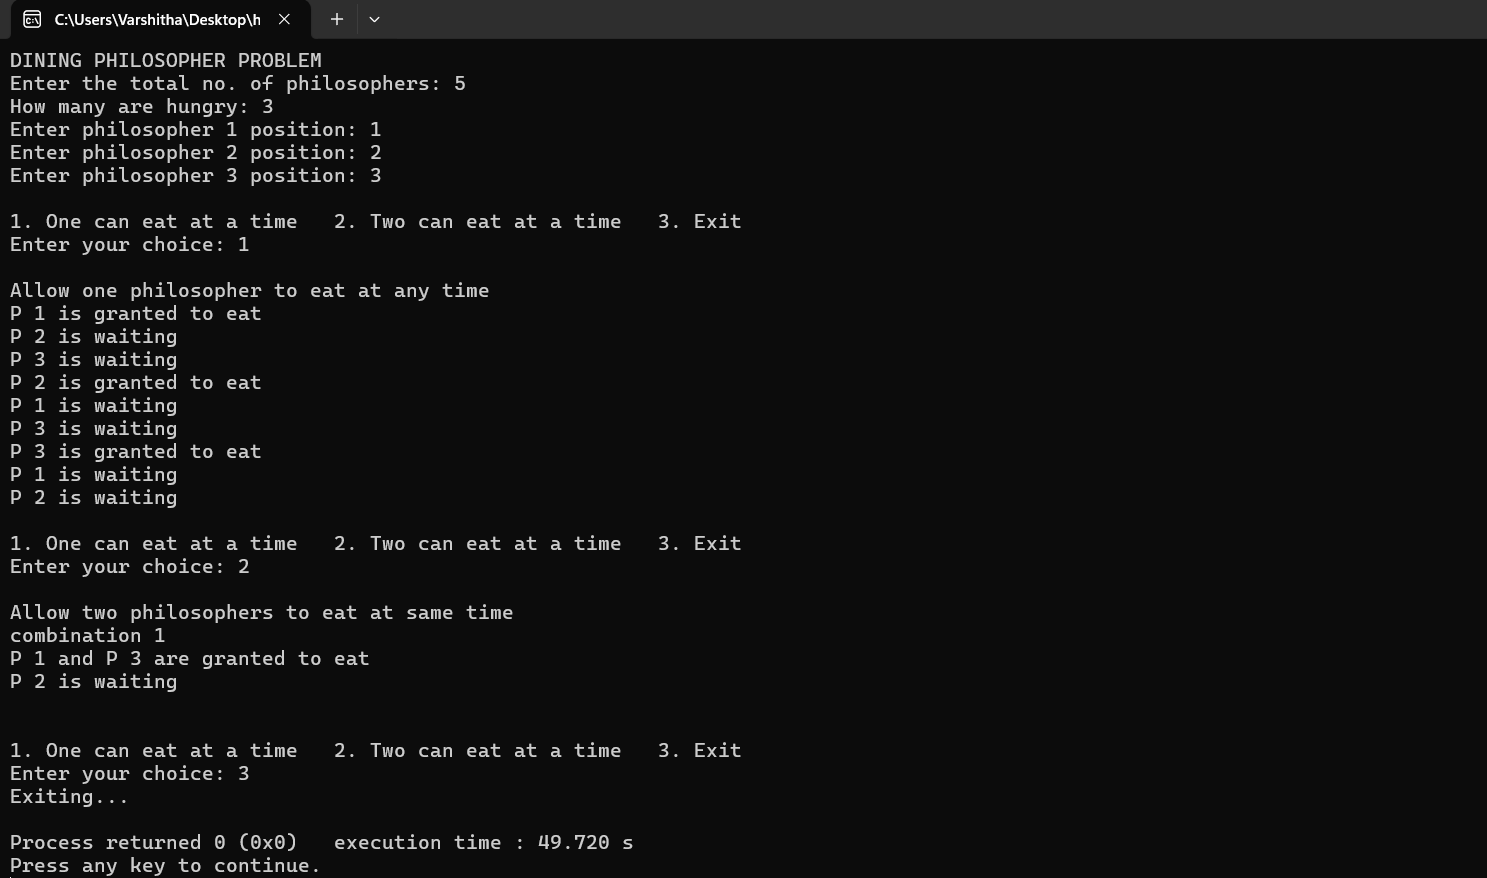 C:\Users\Varshitha\Desktop\h
DINING PHILOSOPHER PROBLEM
Enter the total no. of philosophers: 5
How many are hungry: 3
Enter philosopher 1 position: 1
Enter philosopher 2 position: 2
Enter philosopher 3 position: 3
1. One can eat at a time   2. Two can eat at a time   3. Exit
Enter your choice: 1
Allow one philosopher to eat at any time
P 1 is granted to eat
P 2 is waiting
P 3 is waiting
P 2 is granted to eat
P 1 is waiting
P 3 is waiting
P 3 is granted to eat
P 1 is waiting
P 2 is waiting
1. One can eat at a time   2. Two can eat at a time   3. Exit
Enter your choice: 2
Allow two philosophers to eat at same time
combination 1
P 1 and P 3 are granted to eat
P 2 is waiting
1. One can eat at a time   2. Two can eat at a time   3. Exit
Enter your choice: 3
Exiting...
Process returned 0 (0x0)   execution time : 49.720 s
Press any key to continue.